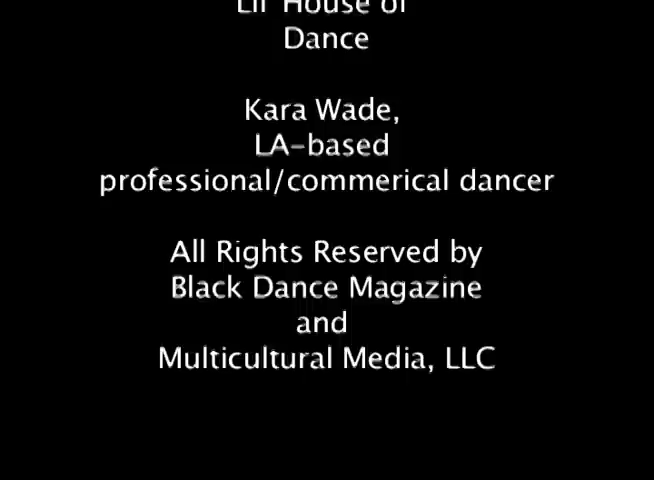 Lil' House of
Dance
Kara Wade,
LA-based
professional/commerical dancer
All Rights Reserved by
Black Dance Magazine
and
Multicultural Media, LLC